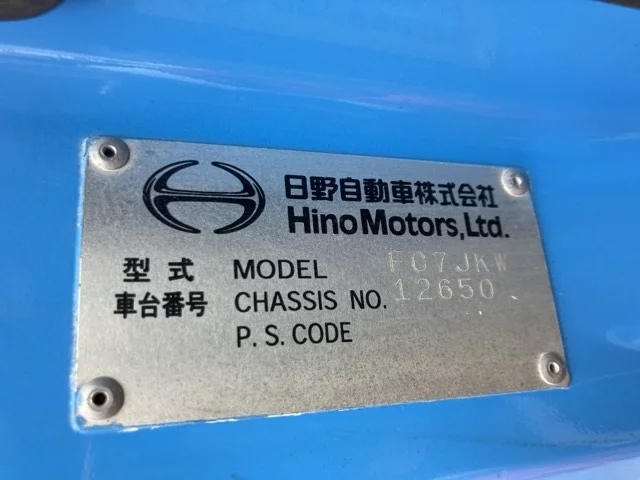 日野自動車株式会社
Hino Motors, Ltd.
型式 MODEL FC7JKW
車台番号 CHASSIS NO. 12650
P.S.CODE